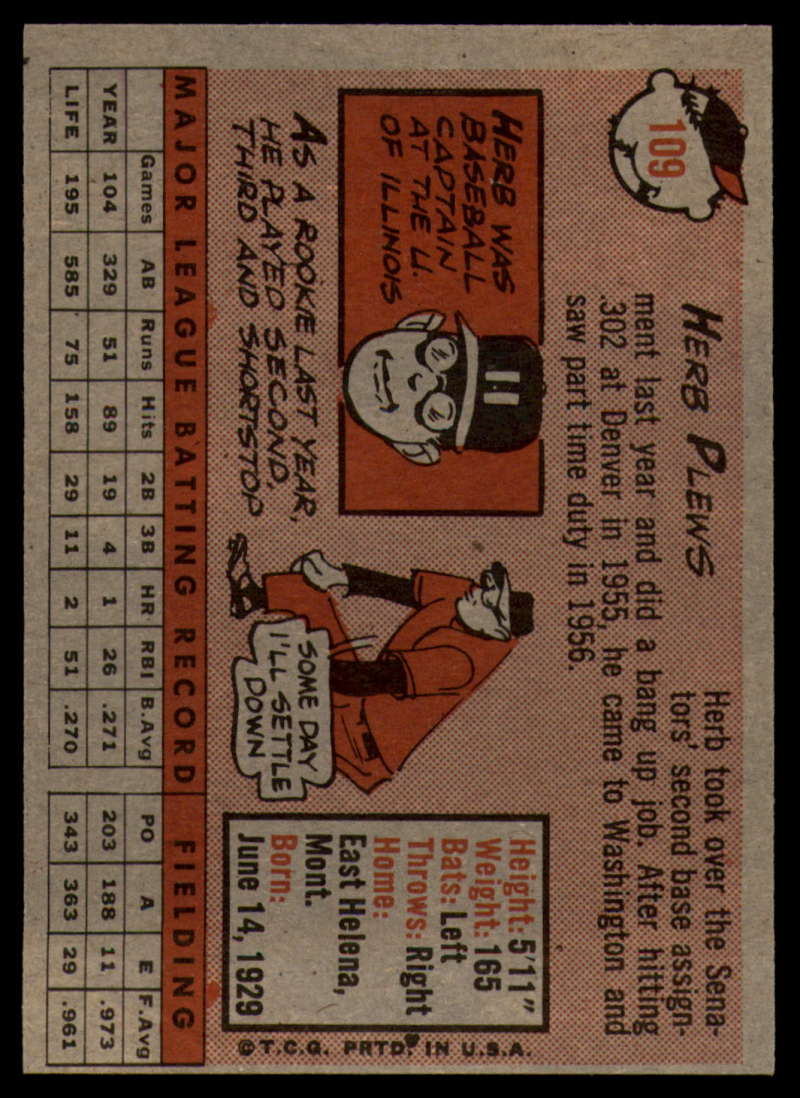 109
HERB PLEWS
Herb took over the Sena-
tors' second base assign-
ment last year and did a bang up job. After hitting
.302 at Denver in 1955, he came to Washington and
saw part time duty in 1956.
HERB WAS
BASEBALL
CAPTAIN
AT THE U.
OF ILLINOIS
AS A ROOKIE LAST YEAR,
HE PLAYED SECOND,
THIRD AND SHORTSTOP
SOME DAY
I'LL SETTLE
DOWN
Height: 5'11"
Weight: 165
Bats: Left
Throws: Right
Home:
East Helena,
Mont.
Born:
June 14, 1929
© T.C.G. PRTD. IN U.S.A.
MAJOR LEAGUE BATTING RECORD FIELDING
Games AB Runs Hits 2B 3B HR RBI B.Avg PO A E F.Avg
YEAR 104 329 51 89 19 4 1 26 .271 203 188 11 .973
LIFE 195 585 75 158 29 11 2 51 .270 343 363 29 .961